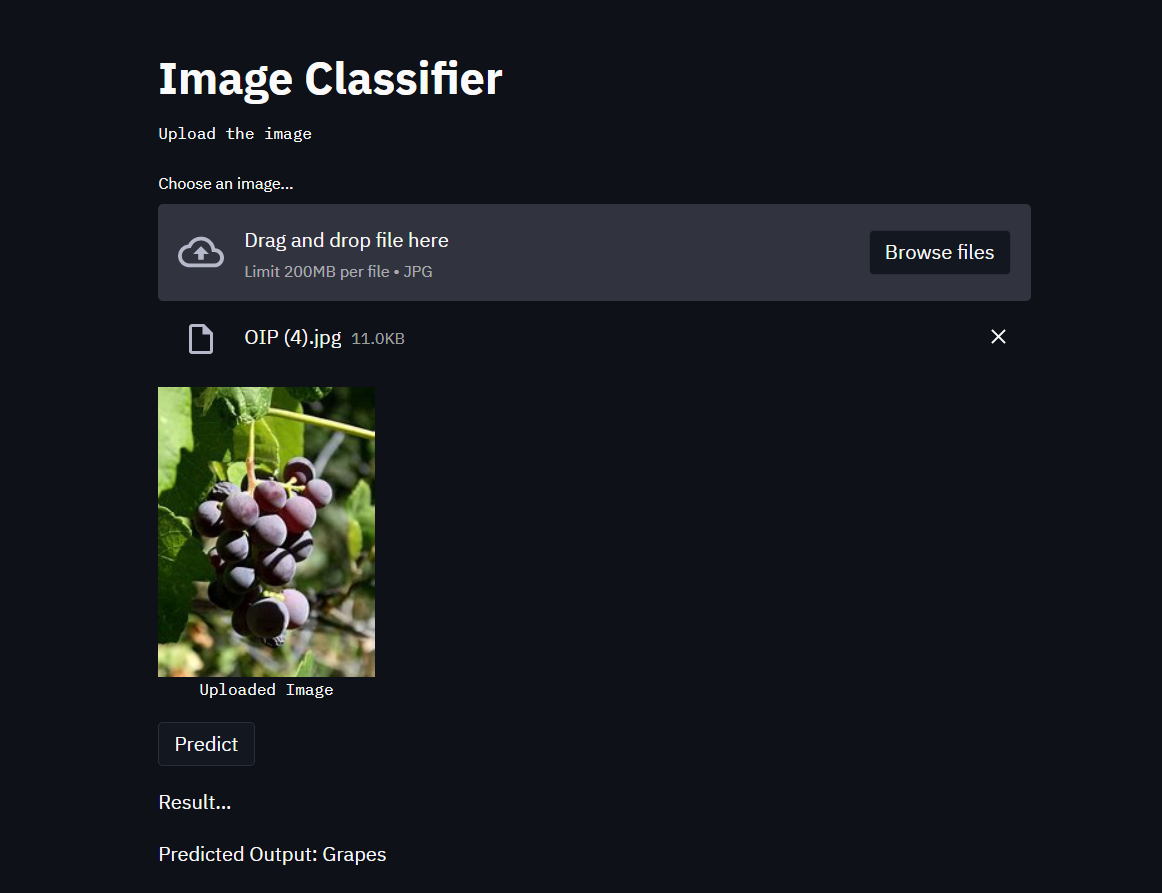 Image Classifier
Upload the image
Choose an image...
Drag and drop file here
Limit 200MB per file • JPG
Browse files
OIP (4).jpg 11.0KB
Uploaded Image
Predict
Result...
Predicted Output: Grapes